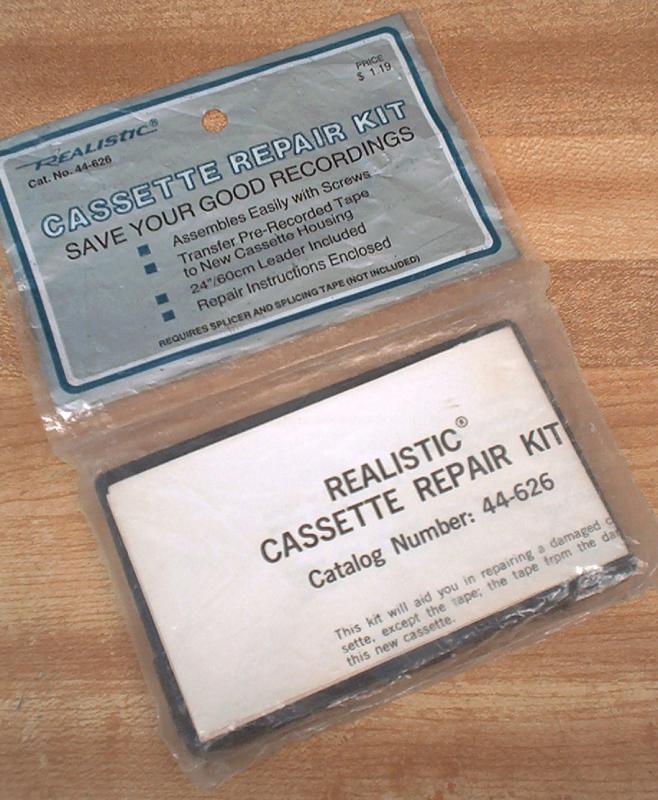 PRICE
$ 1.19
REALISTIC®
Cat. No. 44-626
CASSETTE REPAIR KIT
SAVE YOUR GOOD RECORDINGS
■ Assembles Easily with Screws
■ Transfer Pre-Recorded Tape
to New Cassette Housing
■ 24"/60cm Leader Included
■ Repair Instructions Enclosed
REQUIRES SPLICER AND SPLICING TAPE (NOT INCLUDED)
REALISTIC®
CASSETTE REPAIR KIT
Catalog Number: 44-626
This kit will aid you in repairing a damaged
sette, except the tape; the tape from the
this new cassette.